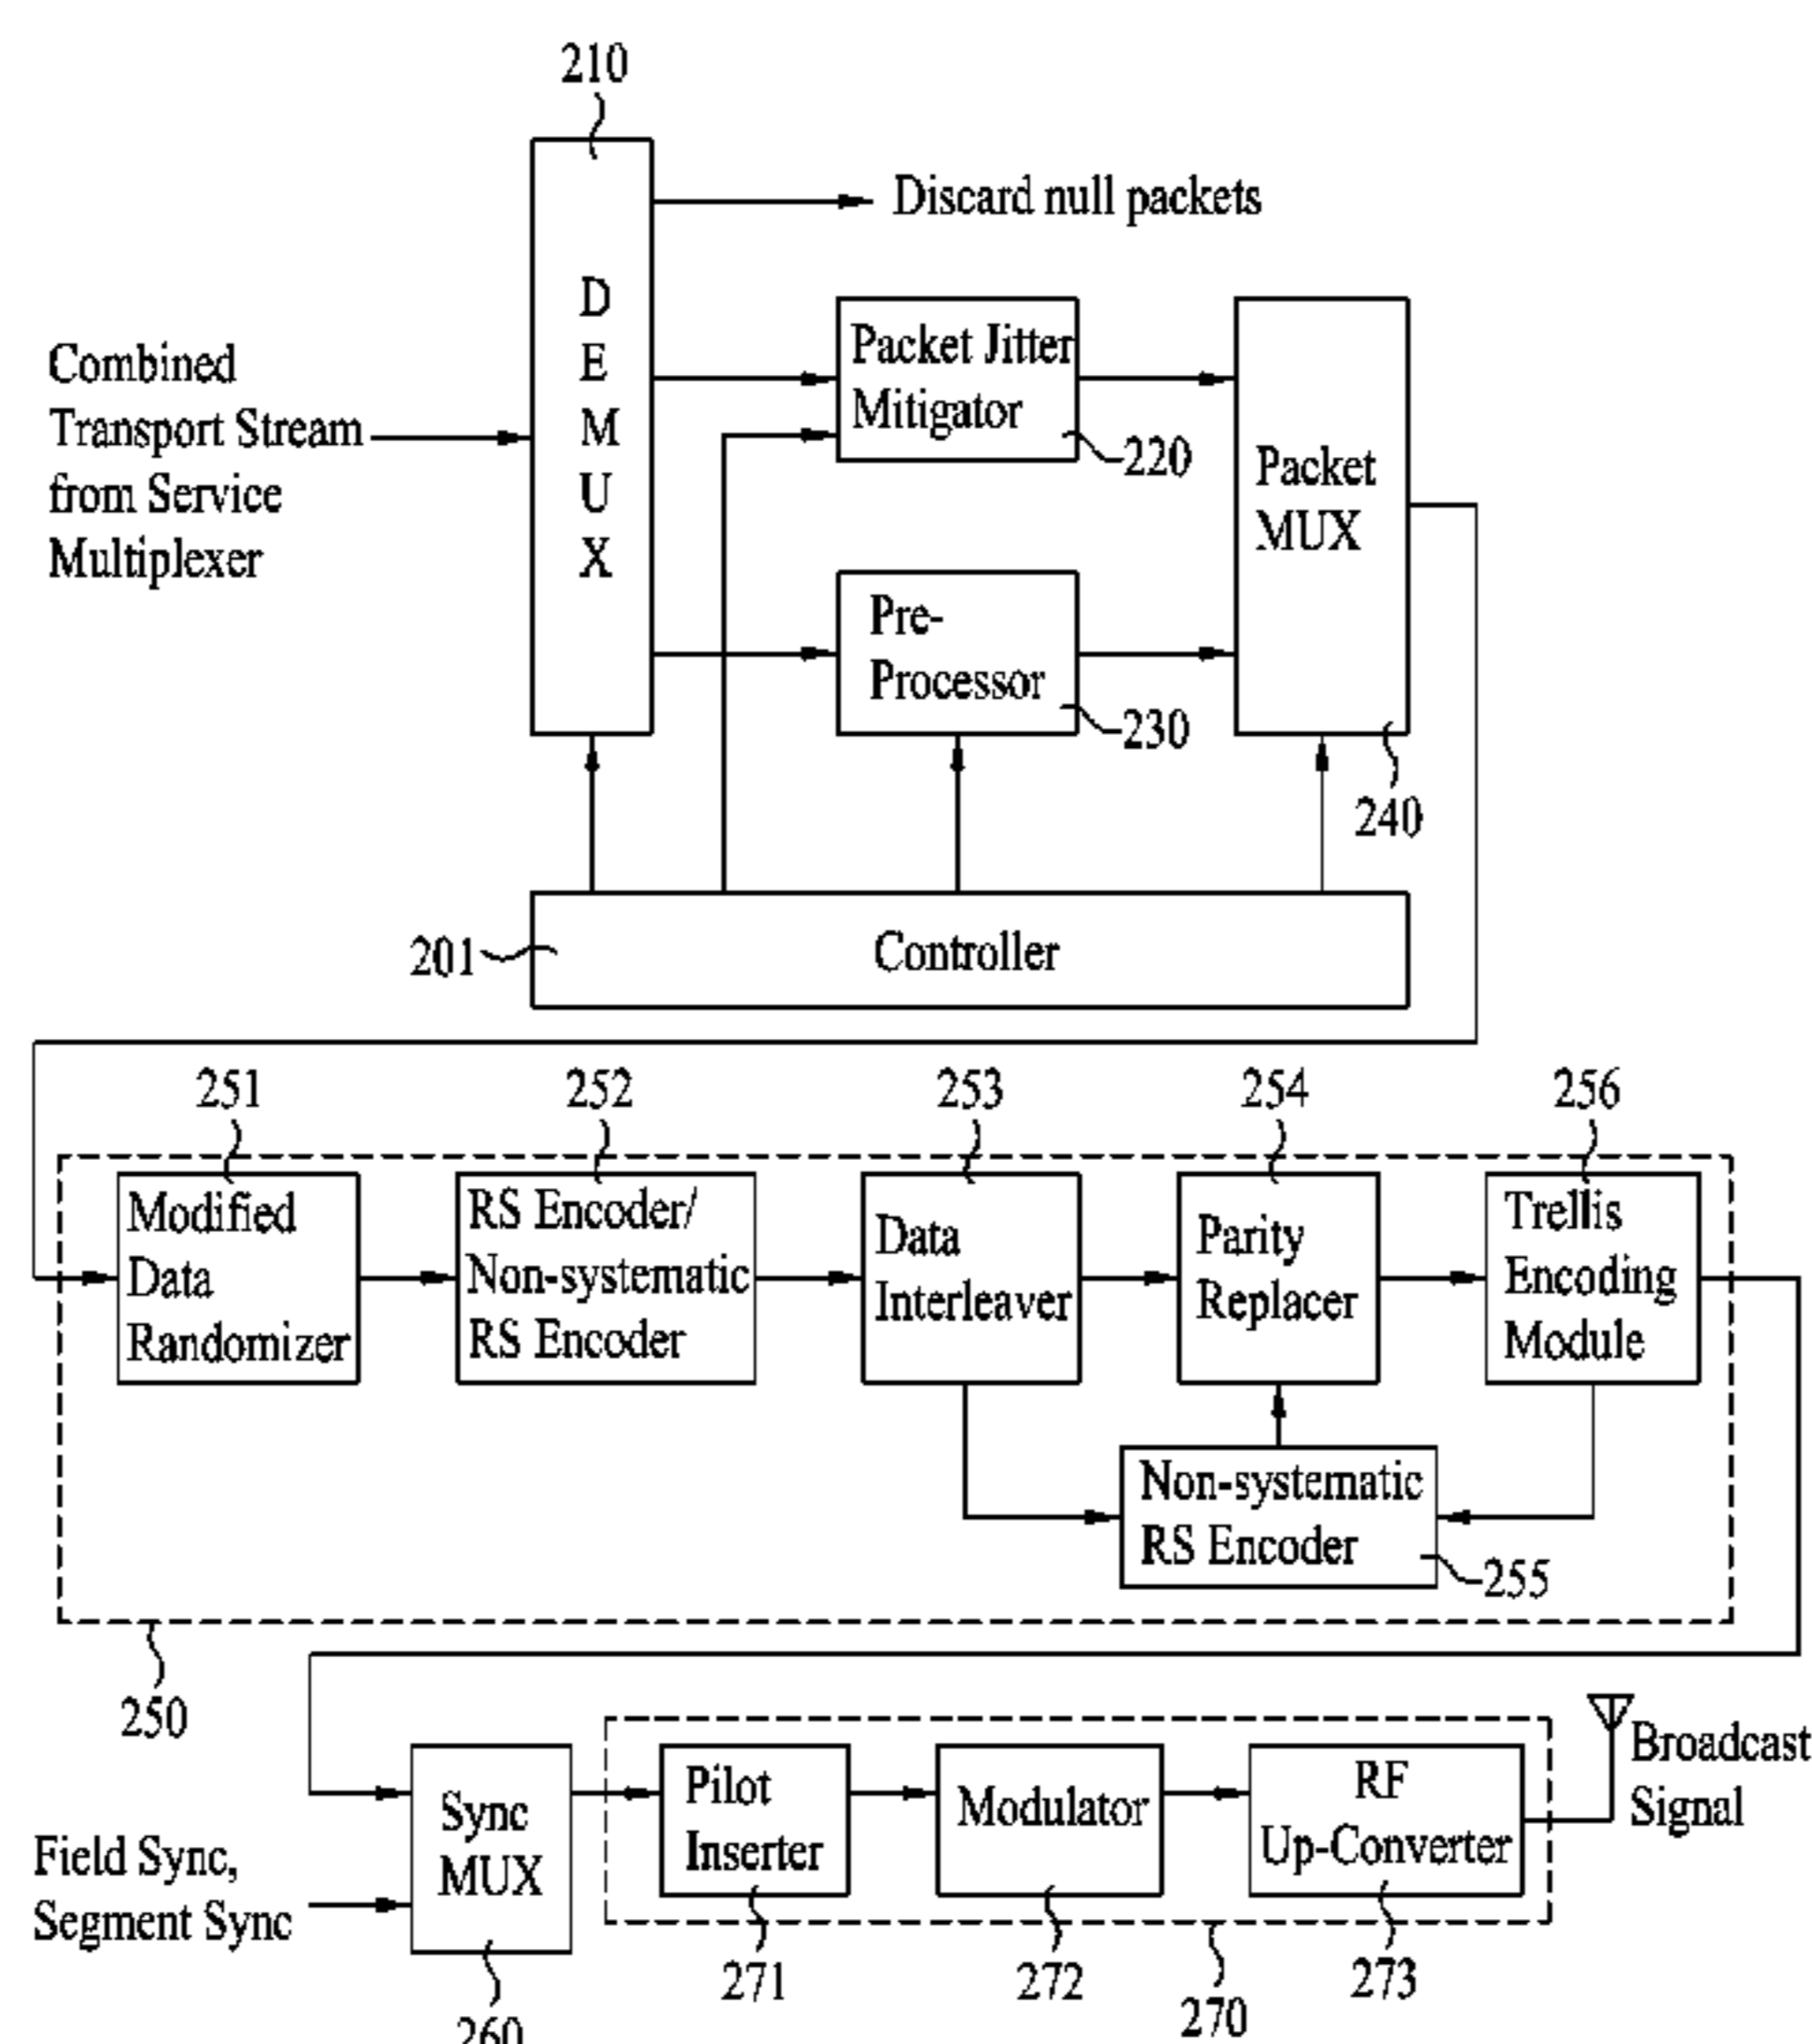 210
Discard null packets
D
E
M
U
X
Combined
Transport Stream
from Service
Multiplexer
Packet Jitter
Mitigator
220
Packet
MUX
Pre-
Processor
230
240
201
Controller
251
252
253
254
256
Modified
Data
Randomizer
RS Encoder/
Non-systematic
RS Encoder
Data
Interleaver
Parity
Replacer
Trellis
Encoding
Module
Non-systematic
RS Encoder
255
250
Field Sync,
Segment Sync
Sync
MUX
260
Pilot
Inserter
Modulator
RF
Up-Converter
Broadcast
Signal
271
272
273
270